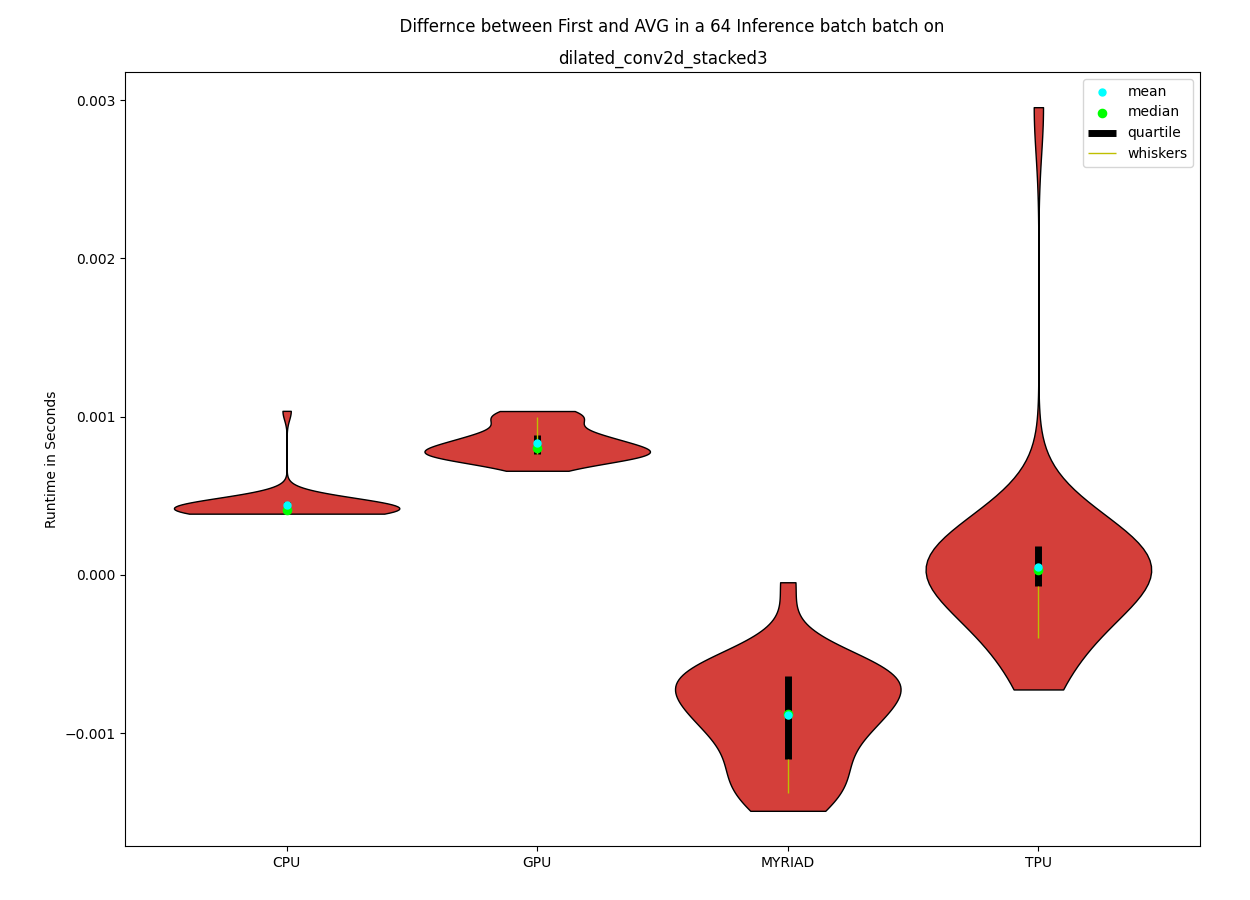 Differnce between First and AVG in a 64 Inference batch batch on
dilated_conv2d_stacked3
mean
median
quartile
whiskers
Runtime in Seconds
0.003
0.002
0.001
0.000
−0.001
CPU
GPU
MYRIAD
TPU